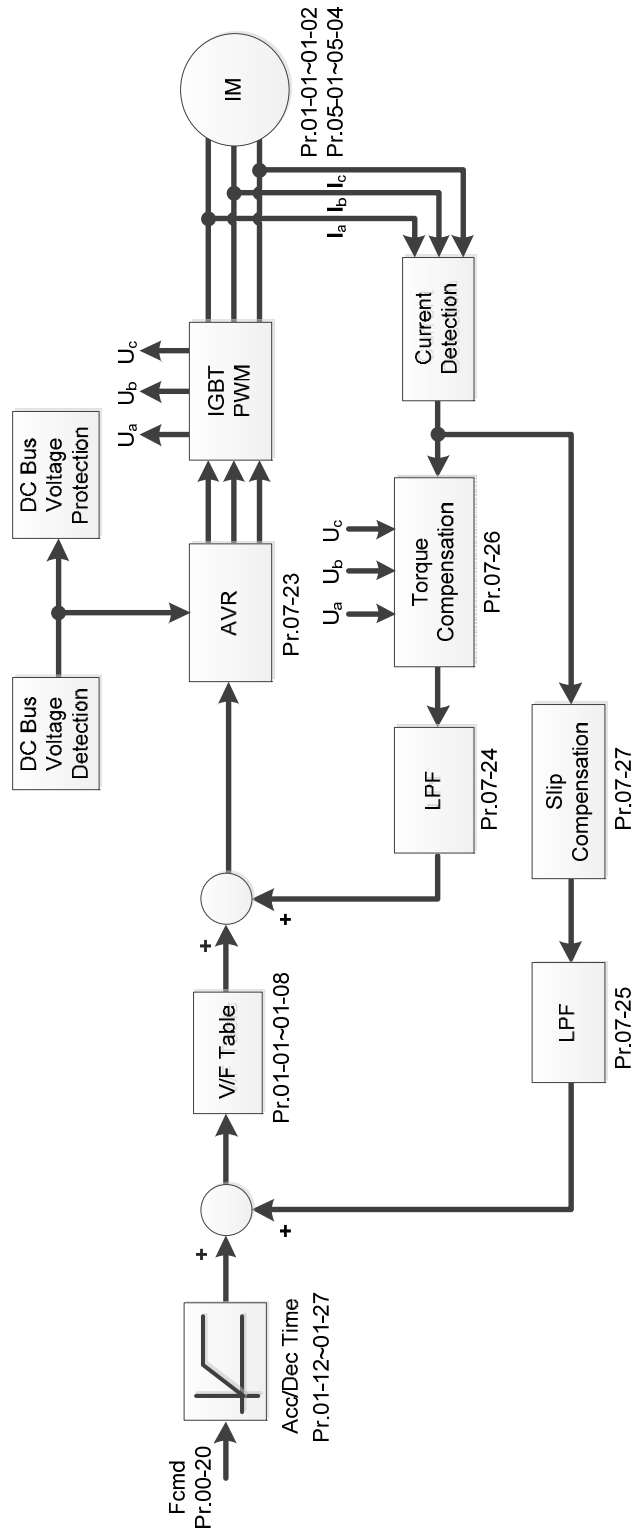 Fcmd
Pr.00-20
Acc/Dec Time
Pr.01-12~01-27
+
+
V/F Table
Pr.01-01~01-08
+
+
DC Bus
Voltage
Detection
DC Bus
Voltage
Protection
AVR
Pr.07-23
Ua
Ub
Uc
IGBT
PWM
IM
Pr.01-01~01-02
Pr.05-01~05-04
Ia
Ib
Ic
Current
Detection
Ua
Ub
Uc
Torque
Compensation
Pr.07-26
LPF
Pr.07-24
Slip
Compensation
Pr.07-27
LPF
Pr.07-25